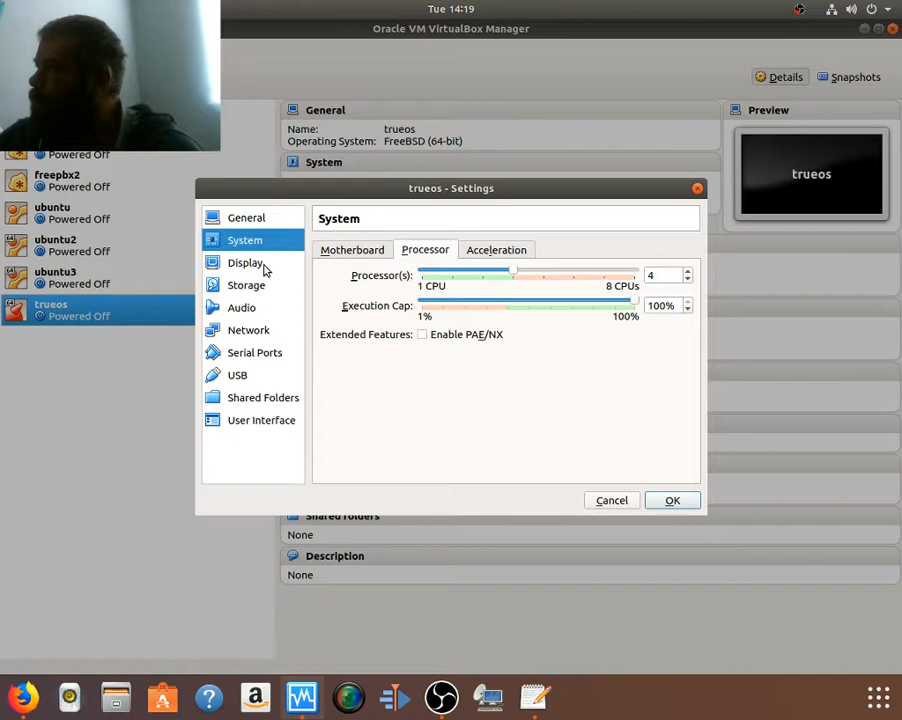 Tue 14:19
Oracle VM VirtualBox Manager
Details
Snapshots
General
Name: trueos
Operating System: FreeBSD (64-bit)
System
Preview
trueos
Powered Off
freepbx2
Powered Off
ubuntu
Powered Off
ubuntu2
Powered Off
ubuntu3
Powered Off
trueos
Powered Off
trueos - Settings
General
System
Display
Storage
Audio
Network
Serial Ports
USB
Shared Folders
User Interface
System
Motherboard
Processor
Acceleration
Processor(s): 4
1 CPU 8 CPUs
Execution Cap: 100%
1% 100%
Extended Features: Enable PAE/NX
Cancel
OK
Shared folders
None
Description
None